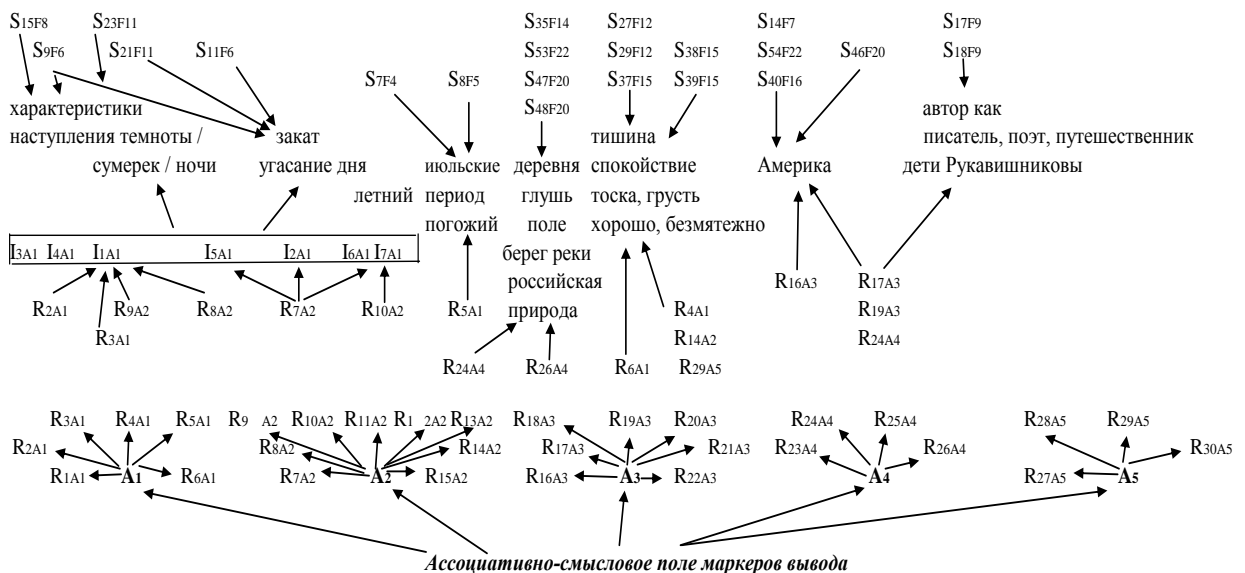 S15F8 S23F11 S35F14 S27F12 S14F7 S17F9
S9F6 S21F11 S11F6 S53F22 S29F12 S38F15 S54F22 S46F20 S18F9
S7F4 S8F5 S47F20 S37F15 S39F15 S40F16
S48F20
характеристики автор как
наступления темноты / закат тишина писатель, поэт, путешественник
сумерек / ночи угасание дня июльские деревня спокойствие Америка дети Рукавишниковы
летний период глушь тоска, грусть
погожий поле хорошо, безмятежно
I3A1 I4A1 I1A1 I5A1 I2A1 I6A1 I7A1 берег реки
российская R16A3 R17A3
R2A1 R9A2 R8A2 R7A2 R10A2 R5A1 природа R4A1 R19A3
R3A1 R14A2 R24A4
R24A4 R26A4 R6A1 R29A5
R3A1 R4A1 R5A1 R9 A2 R10A2 R11A2 R1 2A2 R13A2 R18A3 R19A3 R20A3 R24A4 R25A4 R28A5 R29A5
R2A1 R8A2 R14A2 R17A3 R21A3 R23A4 R26A4 R30A5
R1A1 A1 R6A1 R7A2 A2 R15A2 R16A3 A3 R22A3 A4 R27A5 A5
Ассоциативно-смысловое поле маркеров вывода